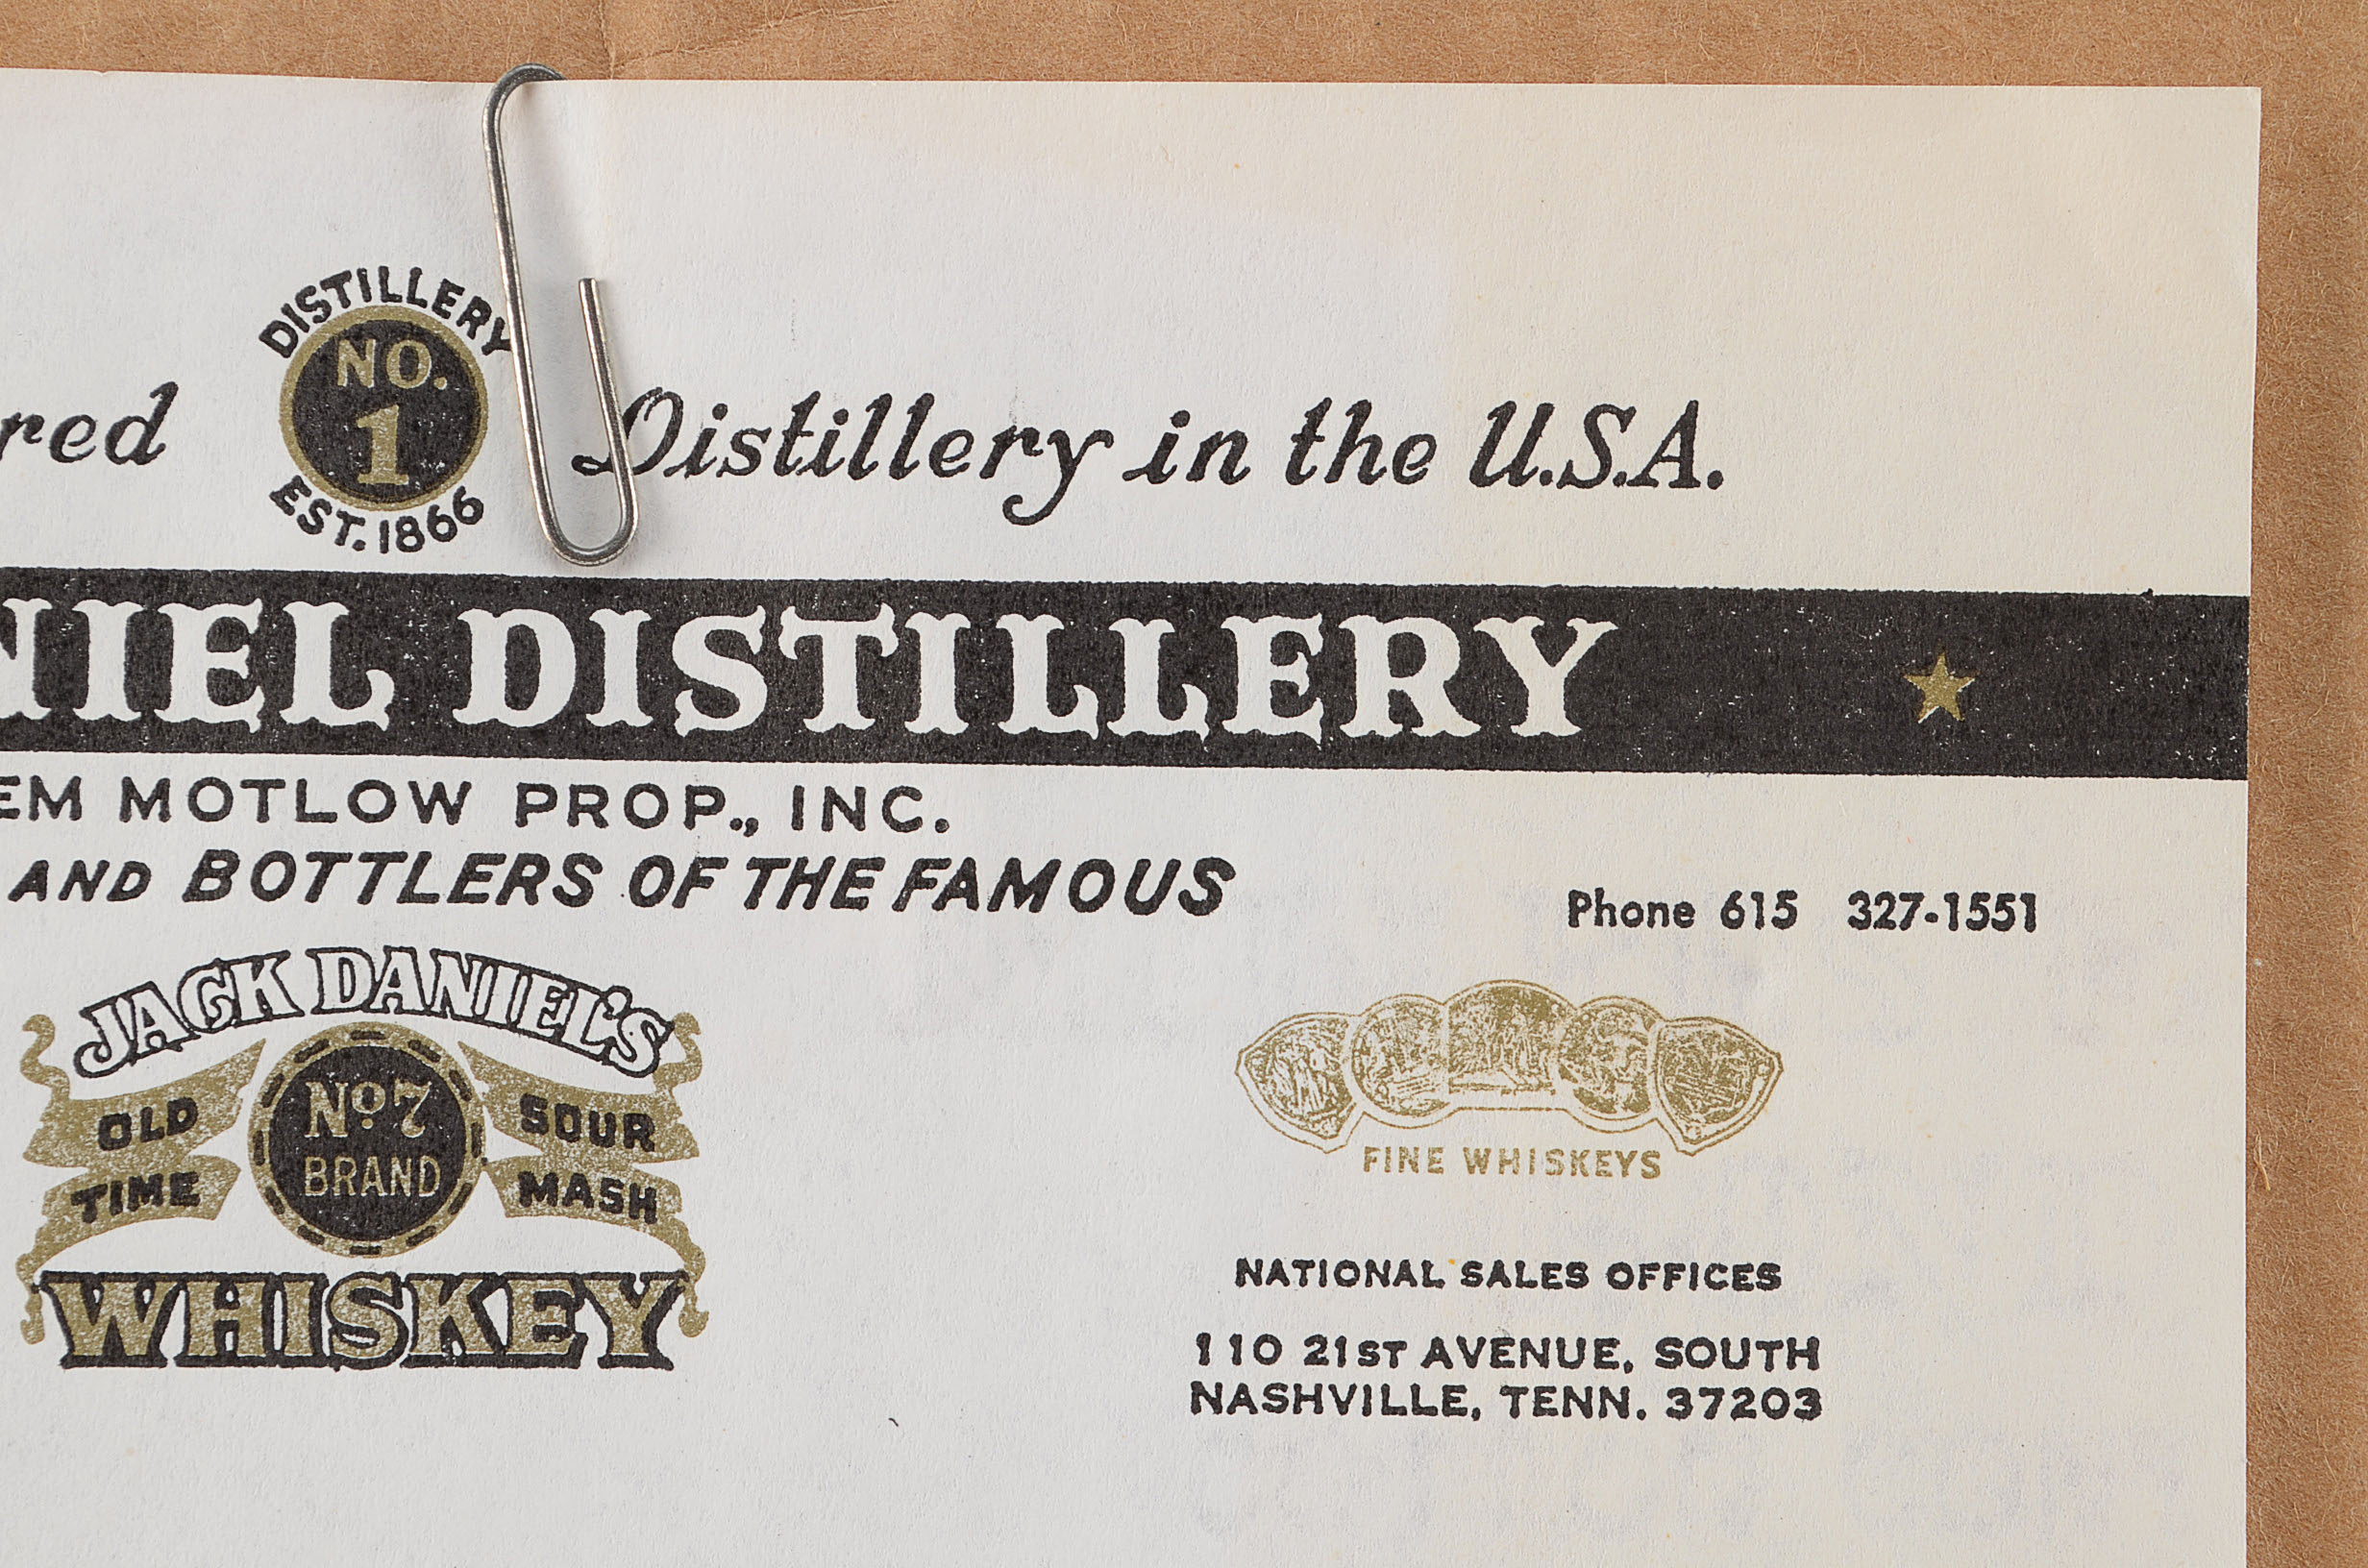 DISTILLERY
NO.
1
EST. 1866
red Distillery in the U.S.A.
NIEL DISTILLERY
EM MOTLOW PROP., INC.
AND BOTTLERS OF THE FAMOUS
Phone 615 327-1551
JACK DANIEL'S
OLD TIME
No. 7
BRAND
SOUR MASH
WHISKEY
FINE WHISKEYS
NATIONAL SALES OFFICES
110 21ST AVENUE, SOUTH
NASHVILLE, TENN. 37203